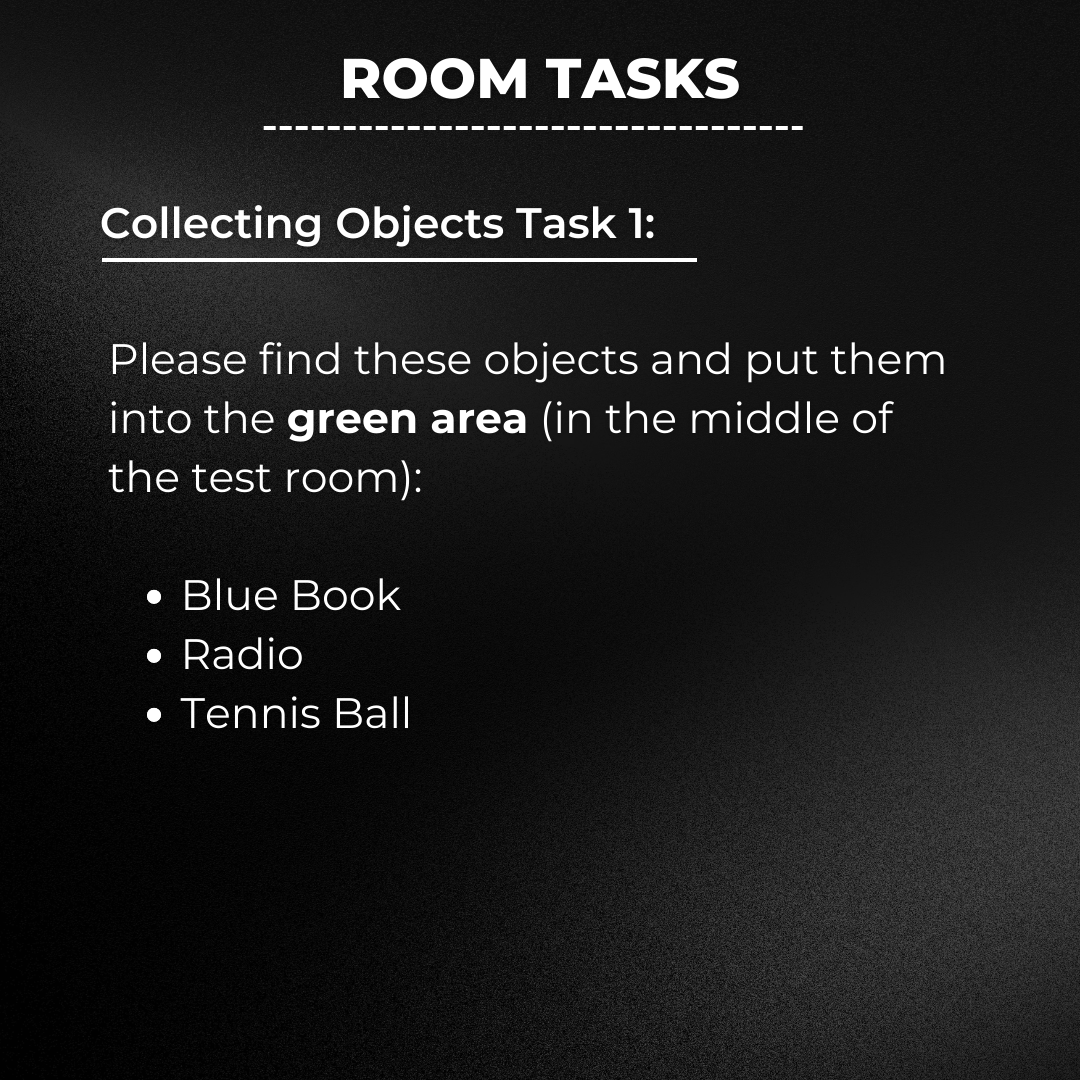 ROOM TASKS
----------------------------------
Collecting Objects Task 1:
Please find these objects and put them
into the green area (in the middle of
the test room):
• Blue Book
• Radio
• Tennis Ball